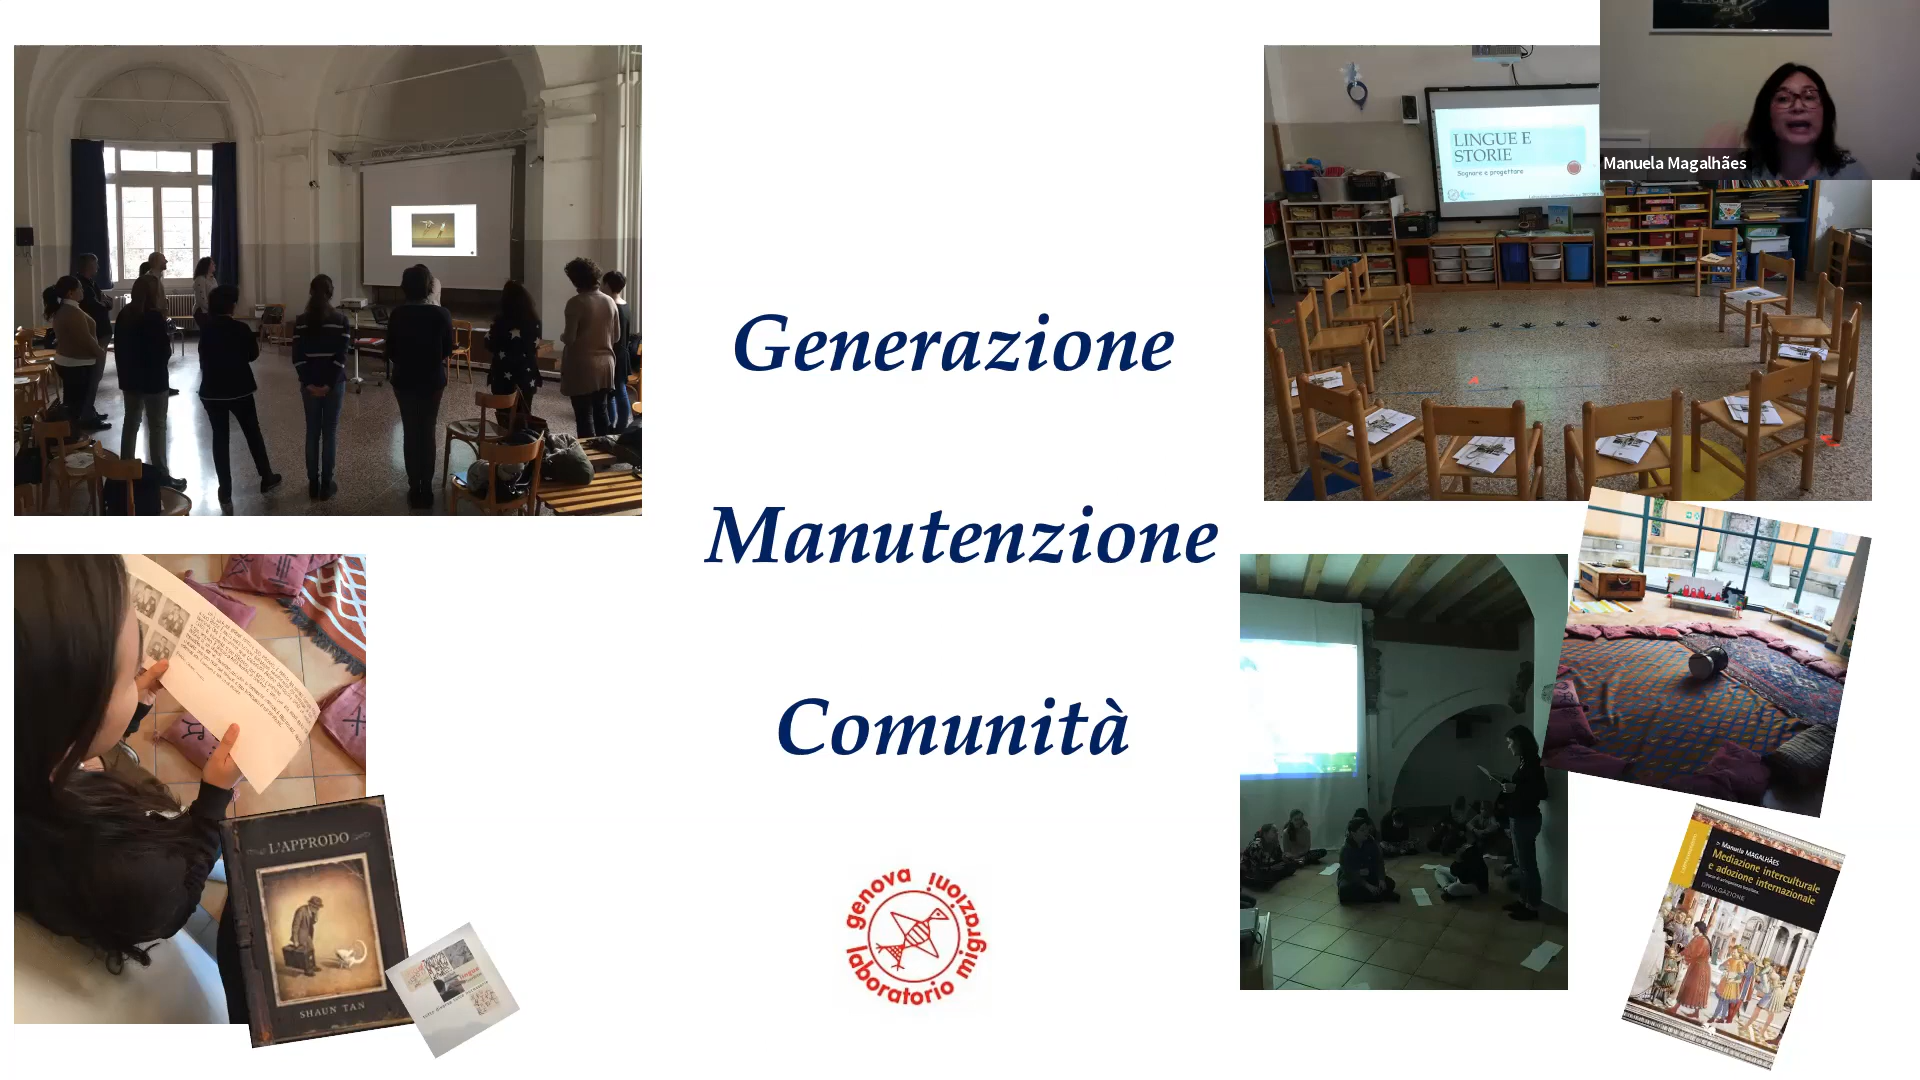 LINGUE E
STORIE
Sognare e progettare
Manuela Magalhães
Generazione
Manutenzione
Comunità
L'APPRODO
SHAUN TAN
genova
laboratorio migrazioni
Manuela MAGALHÃES
Mediazione interculturale
e adozione internazionale
DIVULGAZIONE